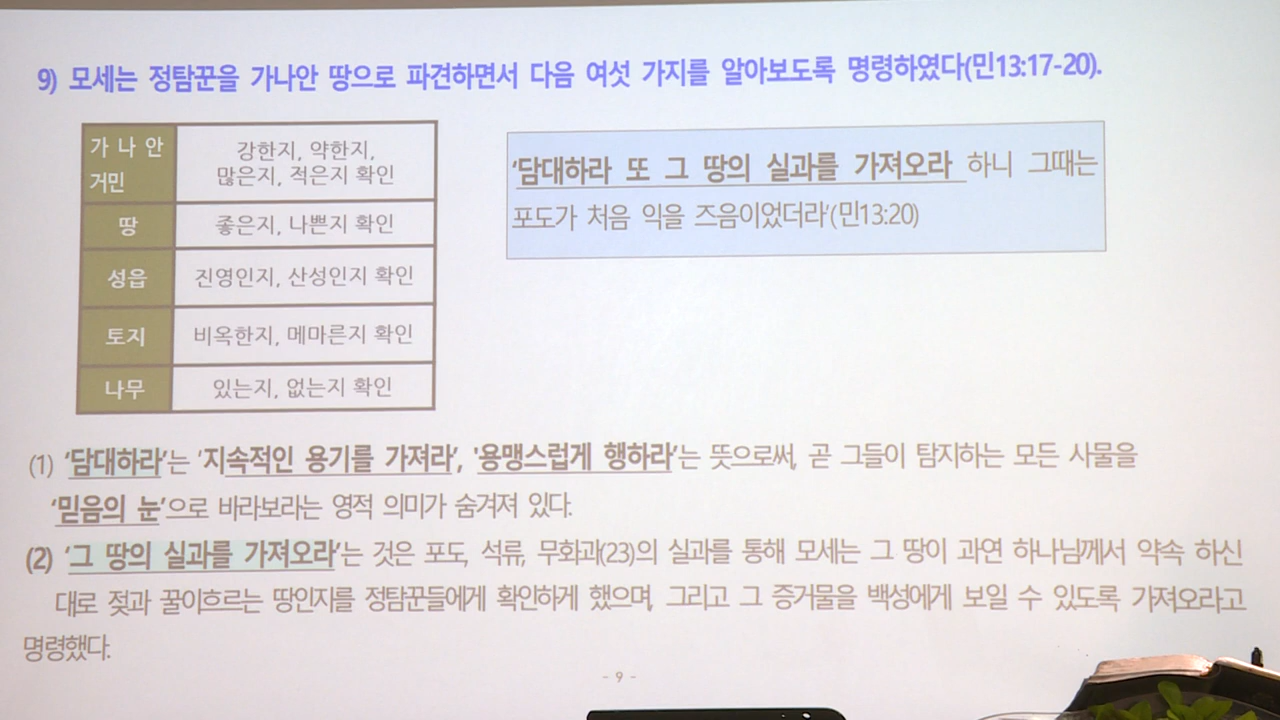 9) 모세는 정탐꾼을 가나안 땅으로 파견하면서 다음 여섯 가지를 알아보도록 명령하였다(민13:17-20).
가 나 안
거민
강한지, 약한지,
많은지, 적은지 확인
땅
좋은지, 나쁜지 확인
성읍
진영인지, 산성인지 확인
토지
비옥한지, 메마른지 확인
나무
있는지, 없는지 확인
‘담대하라 또 그 땅의 실과를 가져오라 하니 그때는
포도가 처음 익을 즈음이었더라’(민13:20)
(1) ‘담대하라’는 ’지속적인 용기를 가져라’, ‘용맹스럽게 행하라’는 뜻으로써, 곧 그들이 탐지하는 모든 사물을
‘믿음의 눈’으로 바라보라는 영적 의미가 숨겨져 있다.
(2) ‘그 땅의 실과를 가져오라’는 것은 포도, 석류, 무화과(23)의 실과를 통해 모세는 그 땅이 과연 하나님께서 약속 하신
대로 젖과 꿀이흐르는 땅인지를 정탐꾼들에게 확인하게 했으며, 그리고 그 증거물을 백성에게 보일 수 있도록 가져오라고
명령했다.
- 9 -